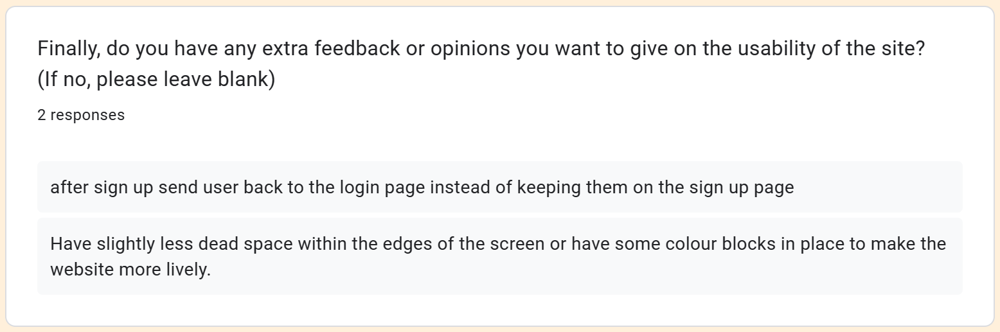 Finally, do you have any extra feedback or opinions you want to give on the usability of the site?
(If no, please leave blank)
2 responses
after sign up send user back to the login page instead of keeping them on the sign up page
Have slightly less dead space within the edges of the screen or have some colour blocks in place to make the
website more lively.